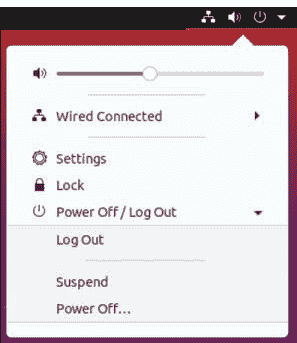 Wired Connected
Settings
Lock
Power Off / Log Out
Log Out
Suspend
Power Off...